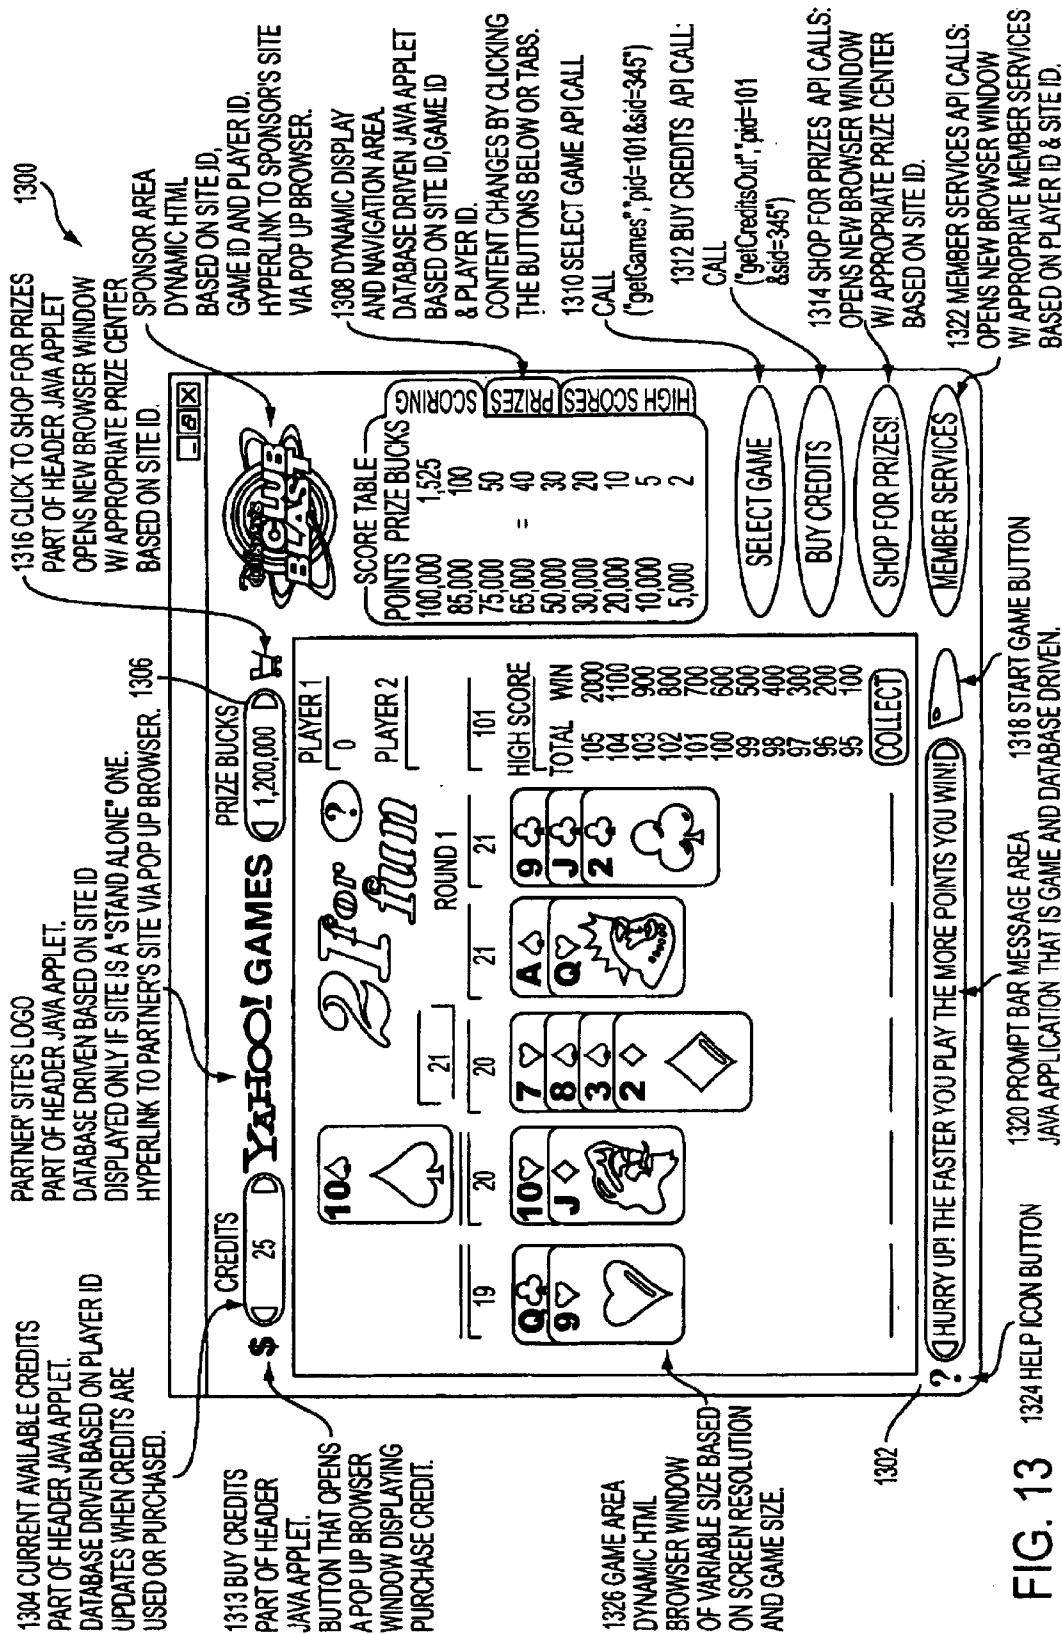 1304 CURRENT AVAILABLE CREDITS
PART OF HEADER JAVA APPLET.
DATABASE DRIVEN BASED ON PLAYER ID
UPDATES WHEN CREDITS ARE
USED OR PURCHASED.
PARTNER' SITE'S LOGO
PART OF HEADER JAVA APPLET.
DATABASE DRIVEN BASED ON SITE ID
DISPLAYED ONLY IF SITE IS A "STAND ALONE" ONE.
HYPERLINK TO PARTNER'S SITE VIA POP UP BROWSER.
1306
1316 CLICK TO SHOP FOR PRIZES
PART OF HEADER JAVA APPLET
OPENS NEW BROWSER WINDOW
W/ APPROPRIATE PRIZE CENTER
BASED ON SITE ID.
1300
SPONSOR AREA
DYNAMIC HTML
BASED ON SITE ID,
GAME ID AND PLAYER ID.
HYPERLINK TO SPONSOR'S SITE
VIA POP UP BROWSER.
1313 BUY CREDITS
PART OF HEADER
JAVA APPLET.
BUTTON THAT OPENS
A POP UP BROWSER
WINDOW DISPLAYING
PURCHASE CREDIT.
1326 GAME AREA
DYNAMIC HTML
BROWSER WINDOW
OF VARIABLE SIZE BASED
ON SCREEN RESOLUTION
AND GAME SIZE.
1302
$
CREDITS
25
YAHOO! GAMES
PRIZE BUCKS
1,200,000
CLUB
BLAST
10
21
21 for fun
?
ROUND 1
PLAYER 1
0
PLAYER 2
19 20 20 21 21 101
Q
9
10
J
7
8
3
2
A
Q
9
J
2
HIGH SCORE
TOTAL WIN
105 2000
104 1100
103 900
102 800
101 700
100 600
99 500
98 400
97 300
96 200
95 100
COLLECT
?
HURRY UP! THE FASTER YOU PLAY THE MORE POINTS YOU WIN!
SCORE TABLE
POINTS PRIZE BUCKS
100,000 1,525
85,000 100
75,000 50
65,000 = 40
50,000 30
30,000 20
20,000 10
10,000 5
5,000 2
SCORING
PRIZES
HIGH SCORES
SELECT GAME
BUY CREDITS
SHOP FOR PRIZES!
MEMBER SERVICES
1308 DYNAMIC DISPLAY
AND NAVIGATION AREA.
DATABASE DRIVEN JAVA APPLET
BASED ON SITE ID,GAME ID
& PLAYER ID.
CONTENT CHANGES BY CLICKING
THE BUTTONS BELOW OR TABS.
1310 SELECT GAME API CALL
CALL
("getGames","pid=101&sid=345")
1312 BUY CREDITS API CALL:
CALL
("getCreditsOut","pid=101
&sid=345")
1314 SHOP FOR PRIZES API CALLS:
OPENS NEW BROWSER WINDOW
W/ APPROPRIATE PRIZE CENTER
BASED ON SITE ID.
1322 MEMBER SERVICES API CALLS:
OPENS NEW BROWSER WINDOW
W/ APPROPRIATE MEMBER SERVICES
BASED ON PLAYER ID & SITE ID.
1324 HELP ICON BUTTON
1320 PROMPT BAR MESSAGE AREA
JAVA APPLICATION THAT IS GAME AND DATABASE DRIVEN.
1318 START GAME BUTTON
FIG. 13